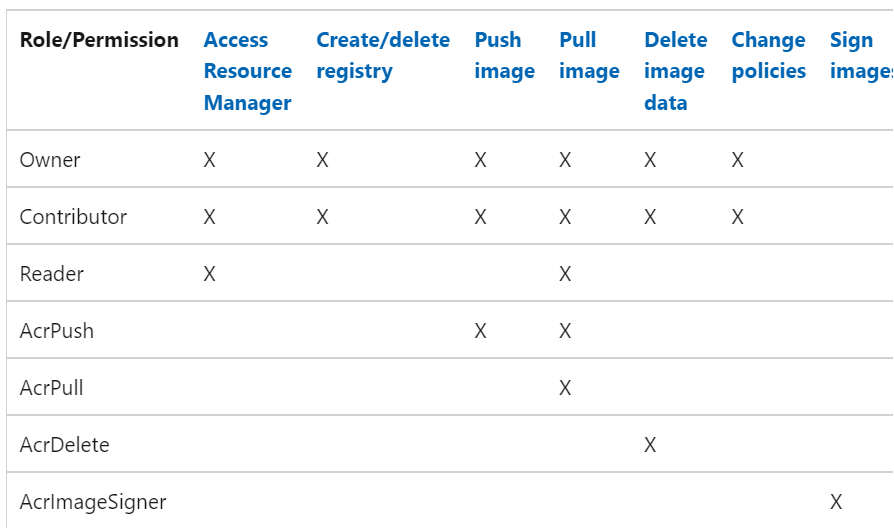 Role/Permission Access Create/delete Push Pull Delete Change Sign
Resource registry image image image policies image
Manager data
Owner X X X X X X
Contributor X X X X X X
Reader X X
AcrPush X X
AcrPull X
AcrDelete X
AcrImageSigner X